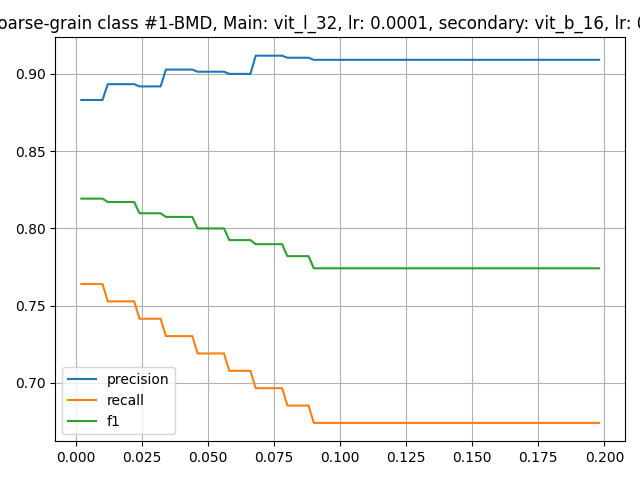 oarse-grain class #1-BMD, Main: vit_l_32, lr: 0.0001, secondary: vit_b_16, lr:
0.90
0.85
0.80
0.75
0.70
precision
recall
f1
0.000 0.025 0.050 0.075 0.100 0.125 0.150 0.175 0.200